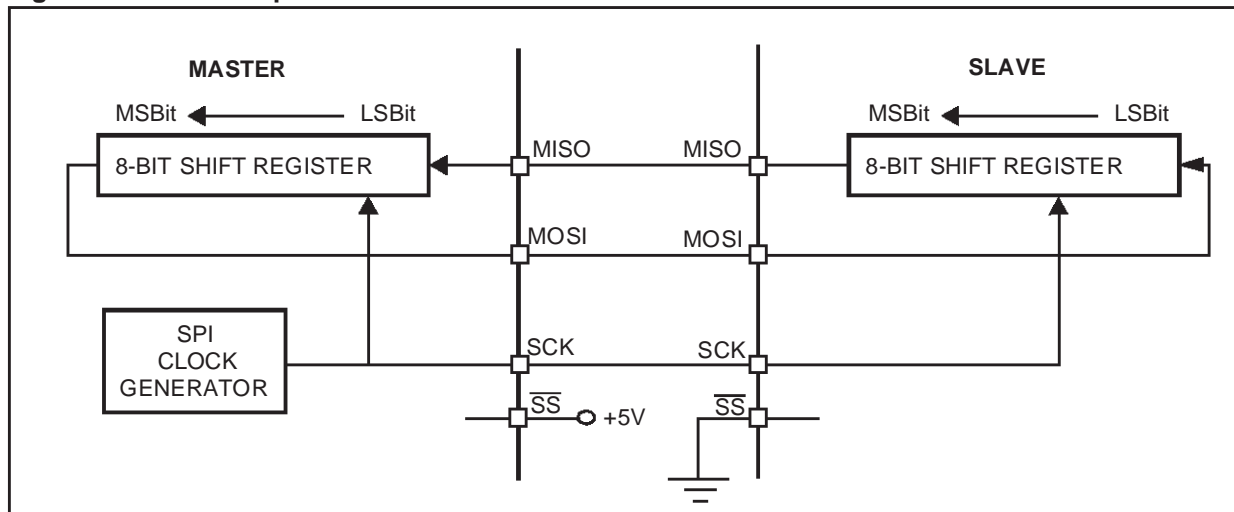 MASTER
MSBit LSBit
8-BIT SHIFT REGISTER
SPI
CLOCK
GENERATOR
MISO MISO
MOSI MOSI
SCK SCK
SS +5V
SS
SLAVE
MSBit LSBit
8-BIT SHIFT REGISTER